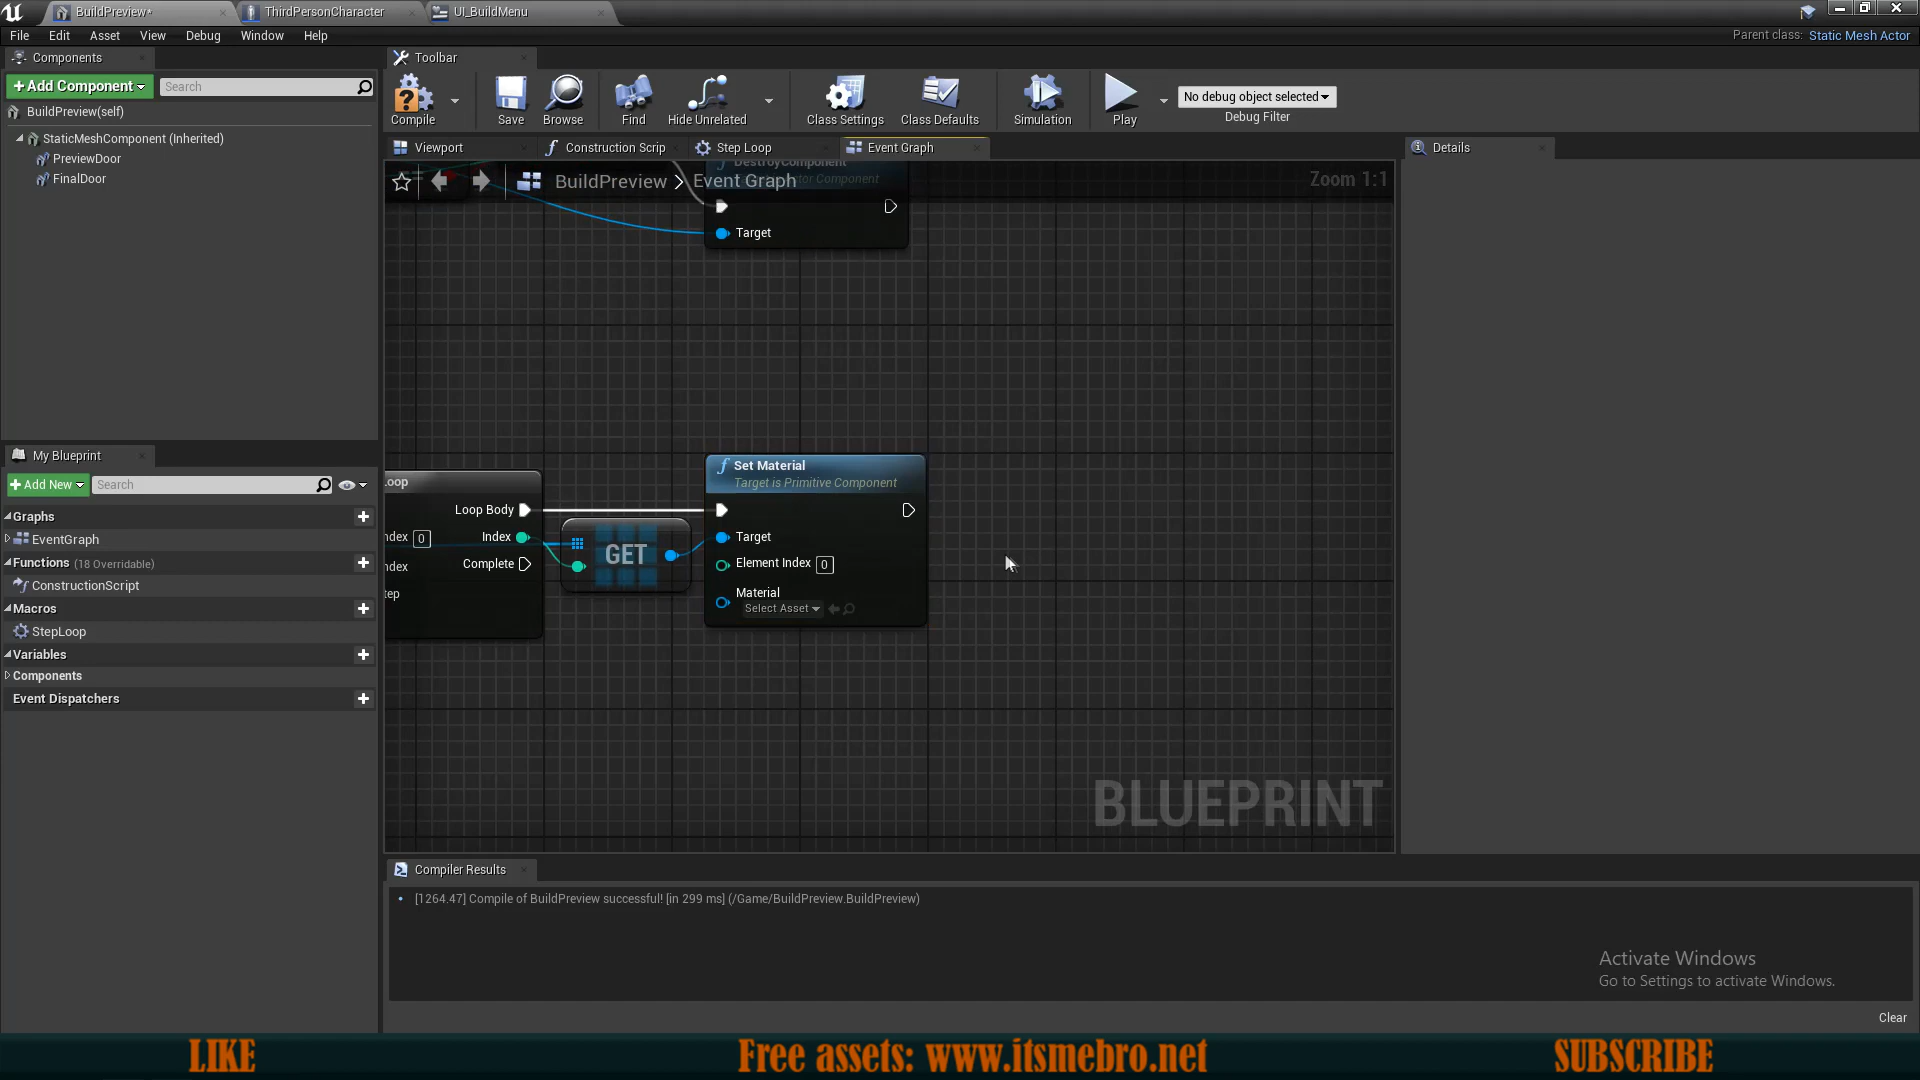 BuildPreview*
ThirdPersonCharacter
UI_BuildMenu
File Edit Asset View Debug Window Help
Parent class: Static Mesh Actor
Components
Toolbar
+Add Component
Search
BuildPreview(self)
StaticMeshComponent (Inherited)
PreviewDoor
FinalDoor
Compile
Save
Browse
Find
Hide Unrelated
Class Settings
Class Defaults
Simulation
Play
No debug object selected
Debug Filter
Viewport
Construction Scrip
Step Loop
Event Graph
Details
DestroyComponent
BuildPreview > Event Graph
Zoom 1:1
Target
My Blueprint
+Add New
Search
Graphs
EventGraph
Functions (18 Overridable)
ConstructionScript
Macros
StepLoop
Variables
Components
Event Dispatchers
Loop Body
Index
Complete
0
GET
Set Material
Target is Primitive Component
Target
Element Index 0
Material
Select Asset
BLUEPRINT
Compiler Results
[1264.47] Compile of BuildPreview successful! [in 299 ms] (/Game/BuildPreview.BuildPreview)
Activate Windows
Go to Settings to activate Windows.
Clear
LIKE
Free assets: www.itsmebro.net
SUBSCRIBE